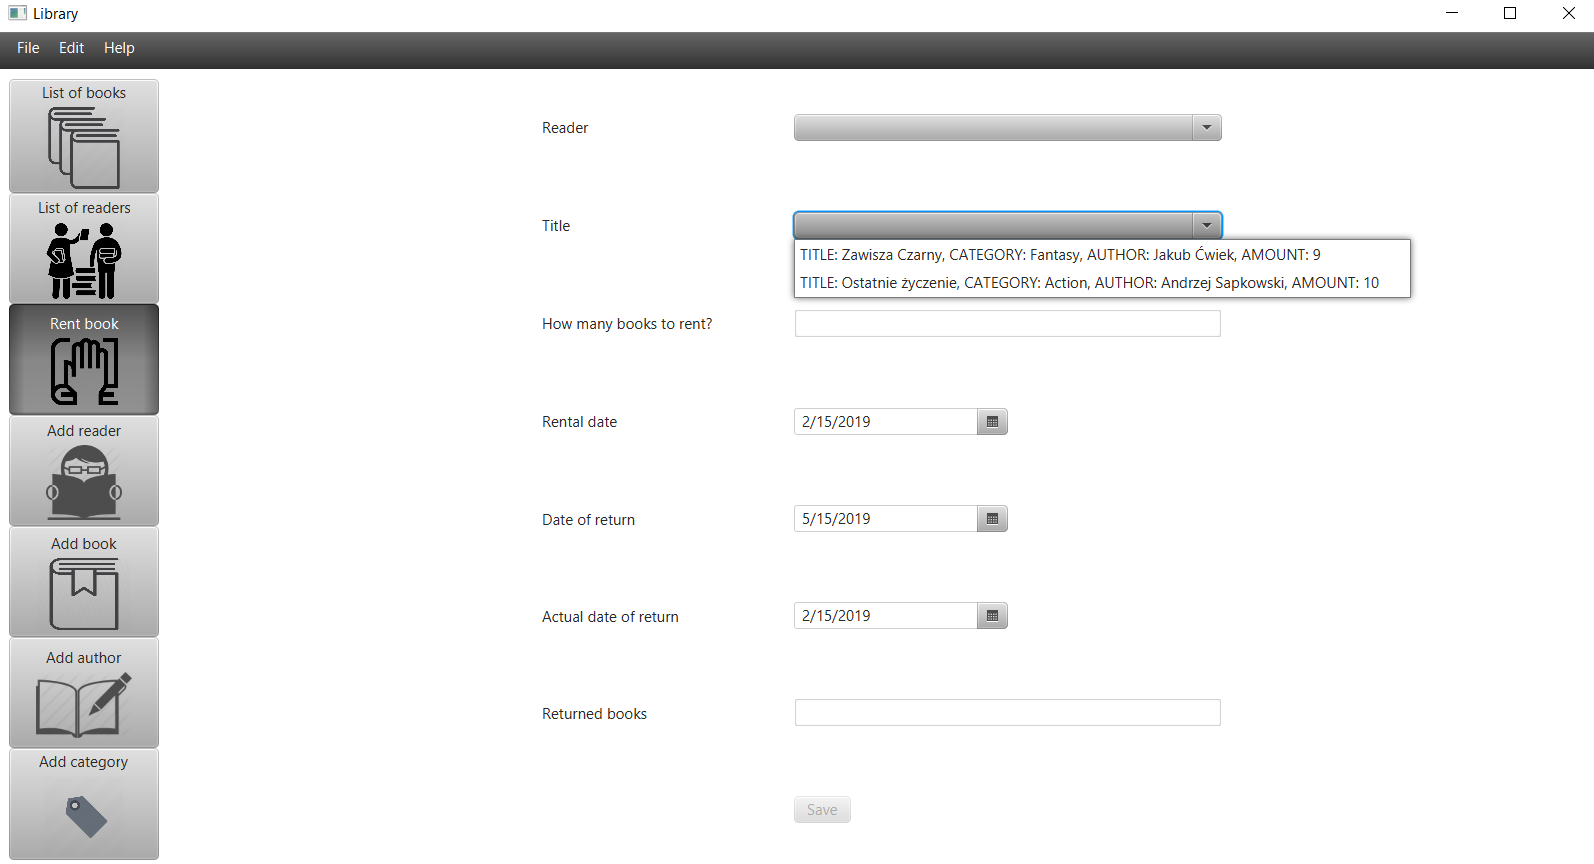 Library
File Edit Help
List of books
List of readers
Rent book
Add reader
Add book
Add author
Add category
Reader
Title
TITLE: Zawisza Czarny, CATEGORY: Fantasy, AUTHOR: Jakub Ćwiek, AMOUNT: 9
TITLE: Ostatnie życzenie, CATEGORY: Action, AUTHOR: Andrzej Sapkowski, AMOUNT: 10
How many books to rent?
Rental date 2/15/2019
Date of return 5/15/2019
Actual date of return 2/15/2019
Returned books
Save